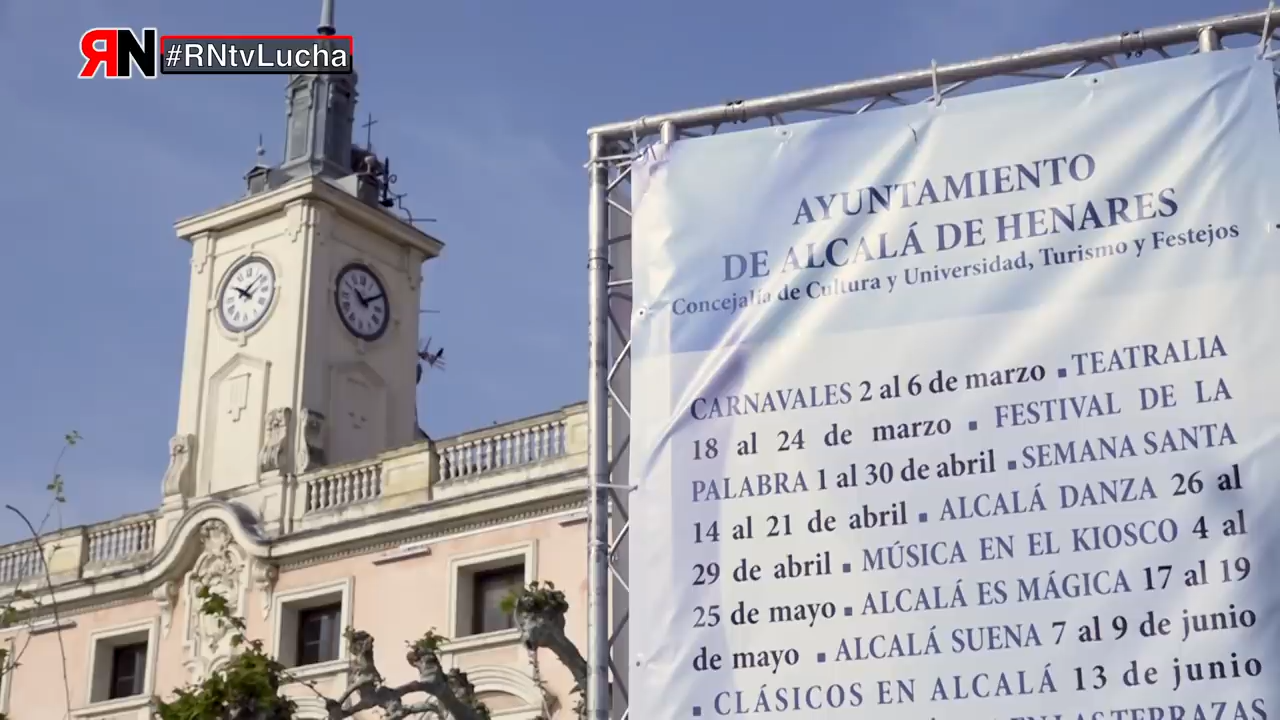 RN #RNtvLucha
AYUNTAMIENTO
DE ALCALÁ DE HENARES
Concejalía de Cultura y Universidad, Turismo y Festejos
CARNAVALES 2 al 6 de marzo ▪ TEATRALIA
18 al 24 de marzo ▪ FESTIVAL DE LA
PALABRA 1 al 30 de abril ▪ SEMANA SANTA
14 al 21 de abril ▪ ALCALÁ DANZA 26 al
29 de abril ▪ MÚSICA EN EL KIOSCO 4 al
25 de mayo ▪ ALCALÁ ES MÁGICA 17 al 19
de mayo ▪ ALCALÁ SUENA 7 al 9 de junio
▪ CLÁSICOS EN ALCALÁ 13 de junio
EN LAS TERRAZAS